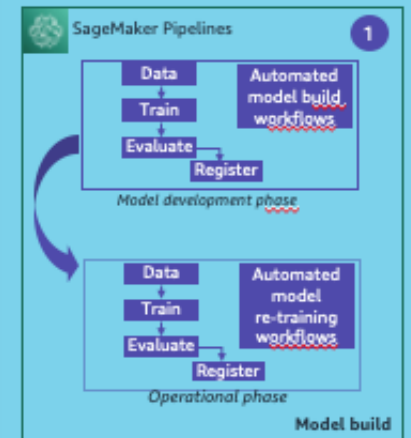 SageMaker Pipelines
1
Data
Train
Evaluate
Register
Automated
model build
workflows
Model development phase
Data
Train
Evaluate
Register
Automated
model
re-training
workflows
Operational phase
Model build